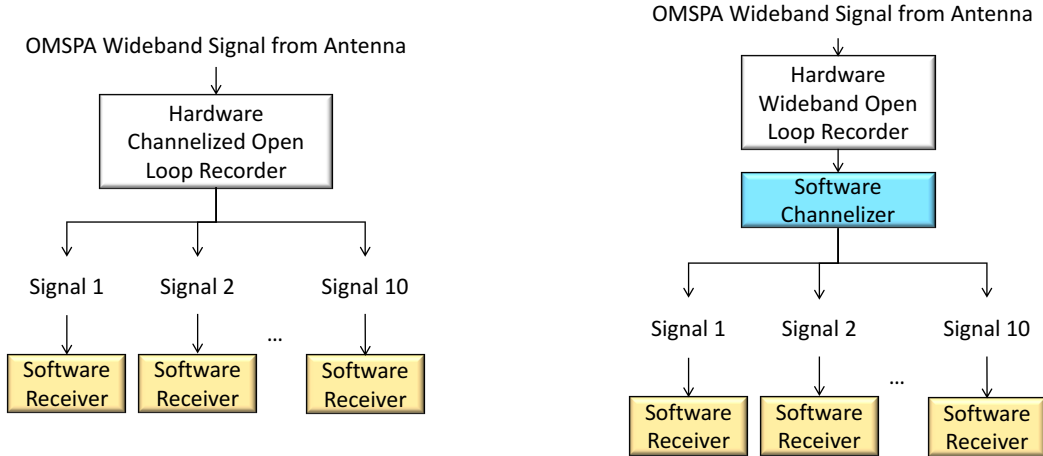 OMSPA Wideband Signal from Antenna
Hardware
Channelized Open
Loop Recorder
Signal 1
Signal 2
Signal 10
...
Software
Receiver
Software
Receiver
Software
Receiver
OMSPA Wideband Signal from Antenna
Hardware
Wideband Open
Loop Recorder
Software
Channelizer
Signal 1
Signal 2
Signal 10
...
Software
Receiver
Software
Receiver
Software
Receiver